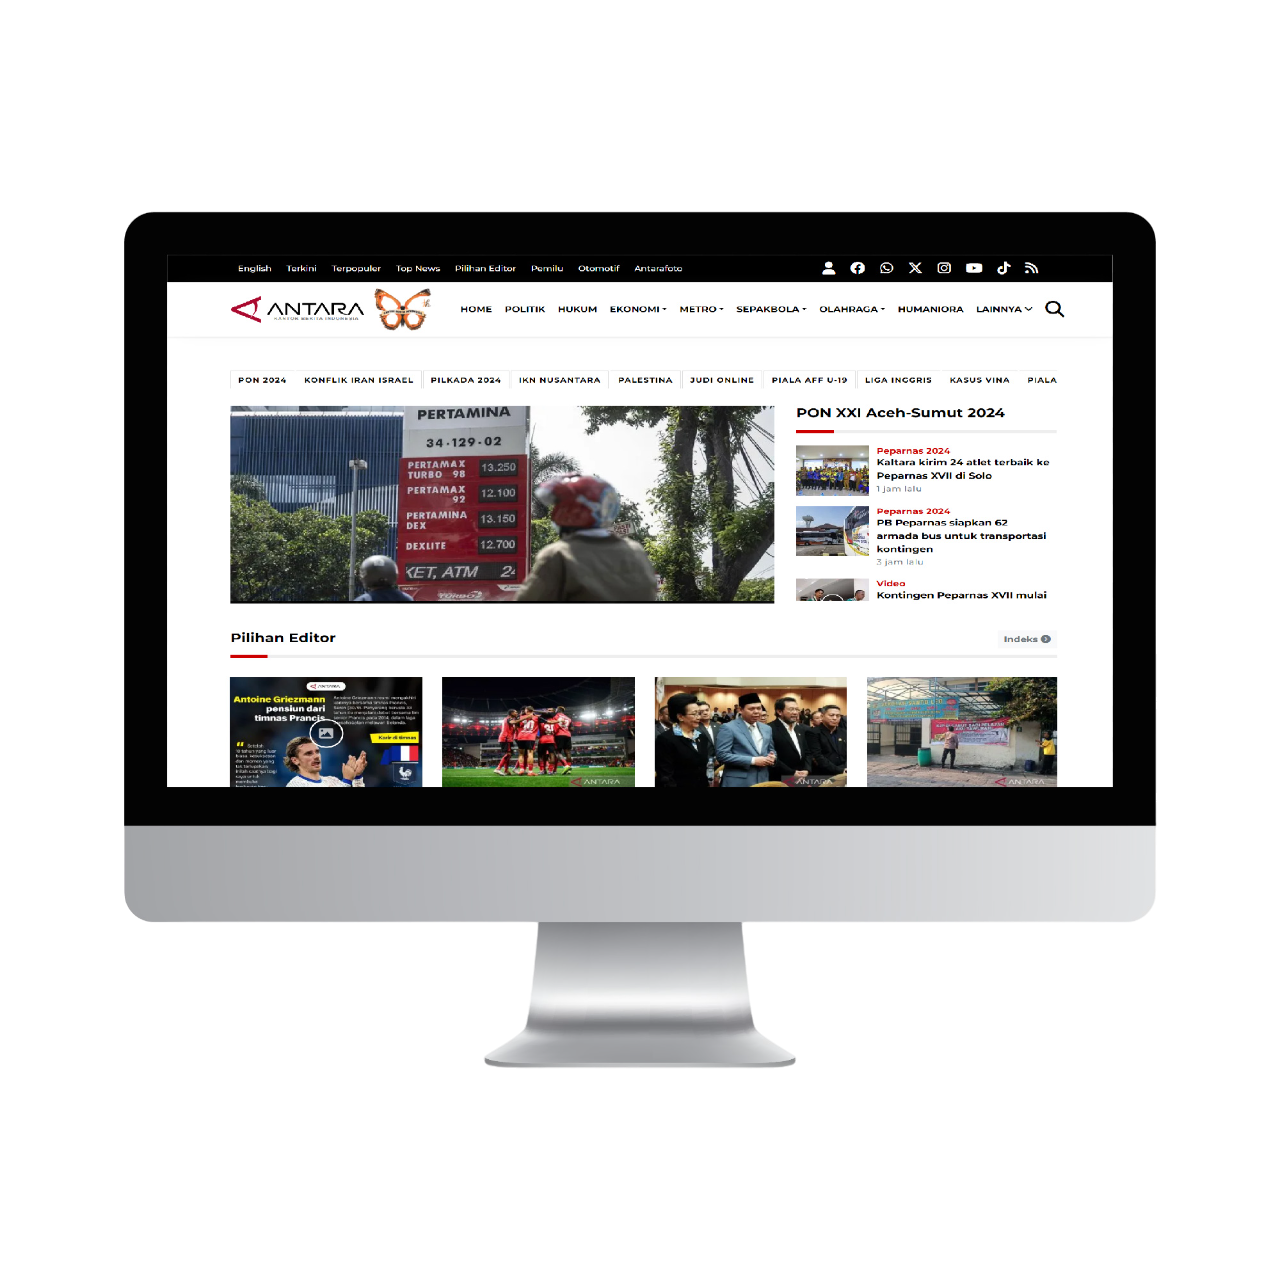 English Terkini Terpopuler Top News Pilihan Editor Pemilu Otomotif Antarafoto
ANTARA
KANTOR BERITA INDONESIA
HOME POLITIK HUKUM EKONOMI METRO SEPAKBOLA OLAHRAGA HUMANIORA LAINNYA
PON 2024 KONFLIK IRAN ISRAEL PILKADA 2024 IKN NUSANTARA PALESTINA JUDI ONLINE PIALA AFF U-19 LIGA INGGRIS KASUS VINA PIALA
PERTAMINA
34·129·02
PERTAMAX TURBO 98 13.250
PERTAMAX 92 12.100
PERTAMINA DEX 13.150
DEXLITE 12.700
KET, ATM 24
TURBO
PON XXI Aceh-Sumut 2024
Peparnas 2024
Kaltara kirim 24 atlet terbaik ke
Peparnas XVII di Solo
1 jam lalu
Peparnas 2024
PB Peparnas siapkan 62
armada bus untuk transportasi
kontingen
3 jam lalu
Video
Kontingen Peparnas XVII mulai
Pilihan Editor
Indeks
ANTARA
Antoine Griezmann
pensiun dari
timnas Prancis
Karir di timnas
ANTARA
ANTARA
ANTARA